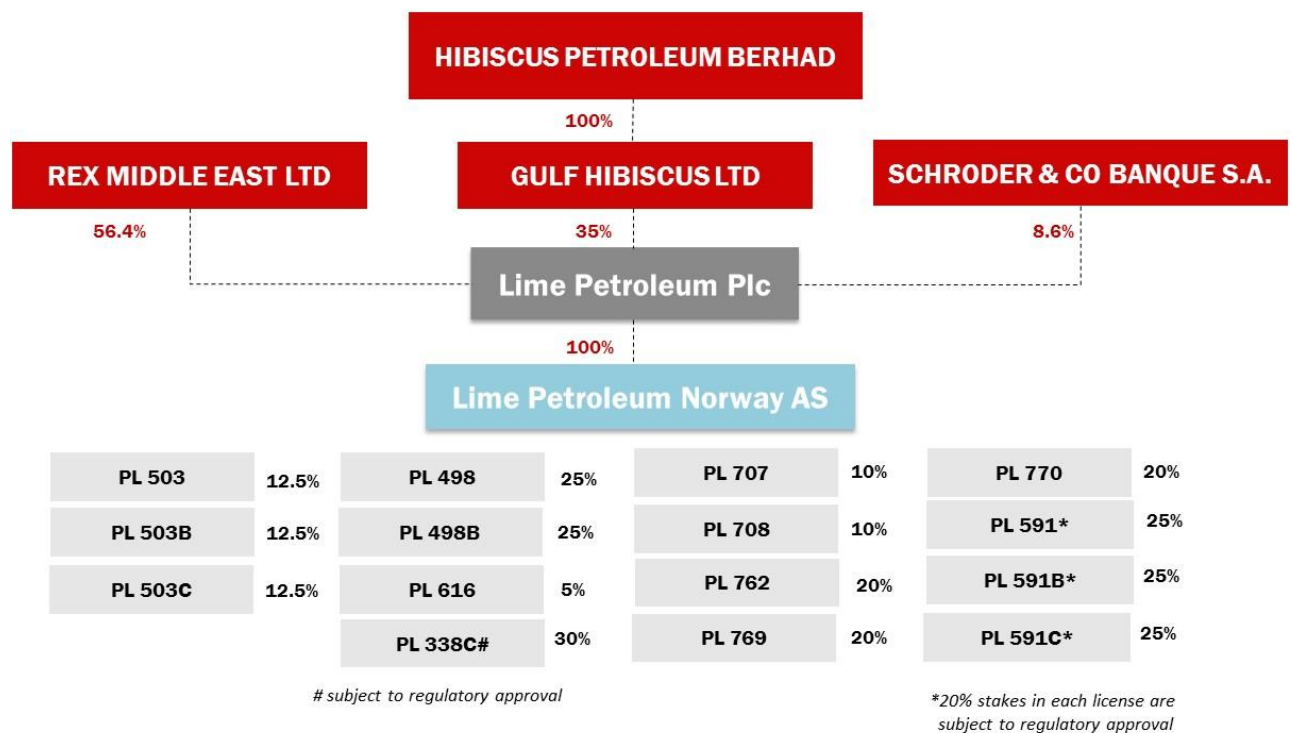 HIBISCUS PETROLEUM BERHAD
100%
REX MIDDLE EAST LTD
GULF HIBISCUS LTD
SCHRODER & CO BANQUE S.A.
56.4%
35%
8.6%
Lime Petroleum Plc
100%
Lime Petroleum Norway AS
PL 503 12.5%
PL 503B 12.5%
PL 503C 12.5%
PL 498 25%
PL 498B 25%
PL 616 5%
PL 338C# 30%
# subject to regulatory approval
PL 707 10%
PL 708 10%
PL 762 20%
PL 769 20%
PL 770 20%
PL 591* 25%
PL 591B* 25%
PL 591C* 25%
*20% stakes in each license are
subject to regulatory approval